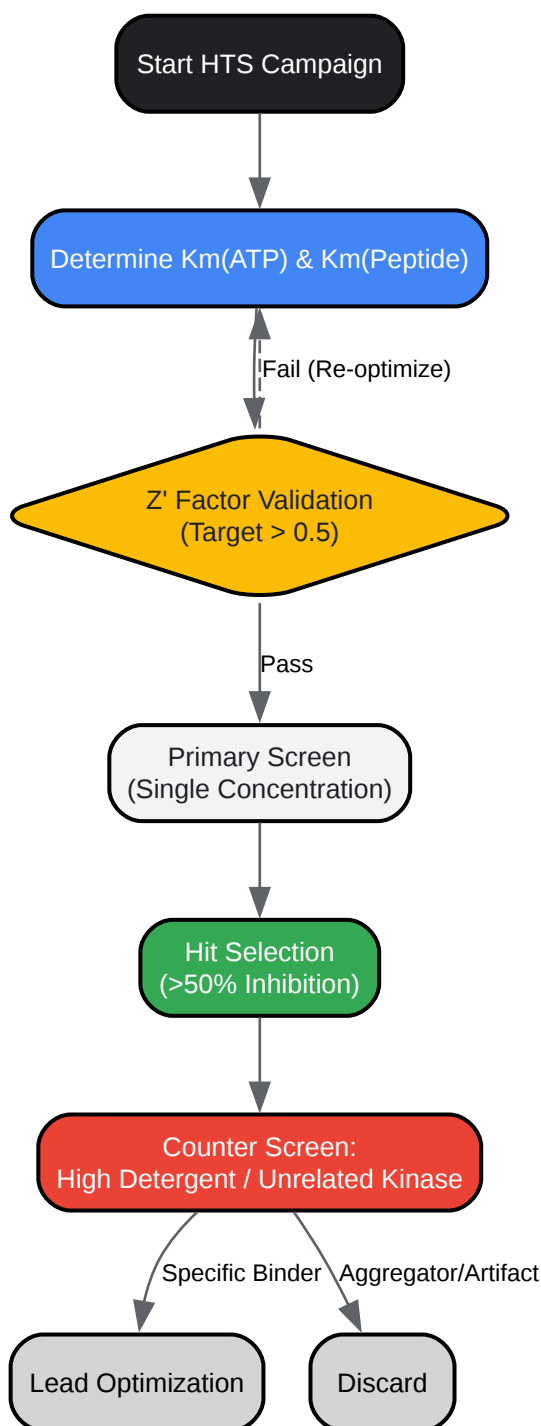 Start HTS Campaign
Determine Km(ATP) & Km(Peptide)
Fail (Re-optimize)
Z' Factor Validation
(Target > 0.5)
Pass
Primary Screen
(Single Concentration)
Hit Selection
(>50% Inhibition)
Counter Screen:
High Detergent / Unrelated Kinase
Specific Binder
Aggregator/Artifact
Lead Optimization
Discard